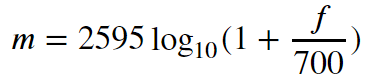 m = 2595 log₁₀(1 + f/700)